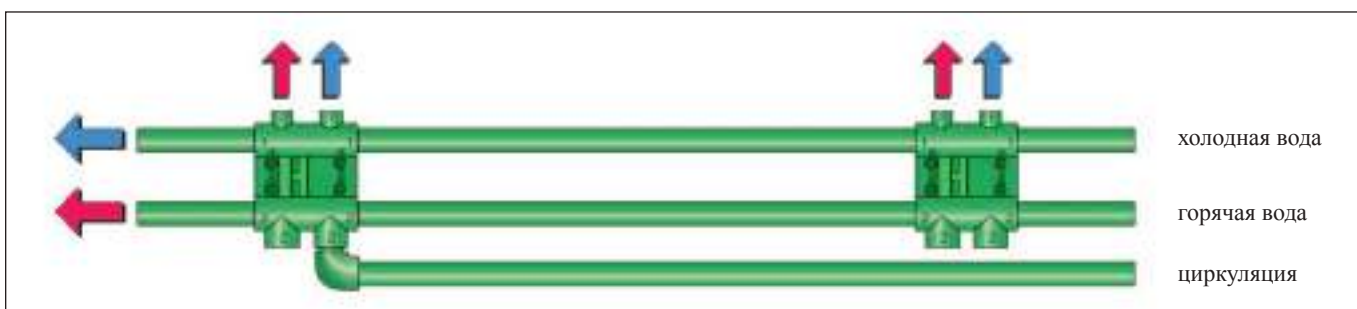 холодная вода
горячая вода
циркуляция